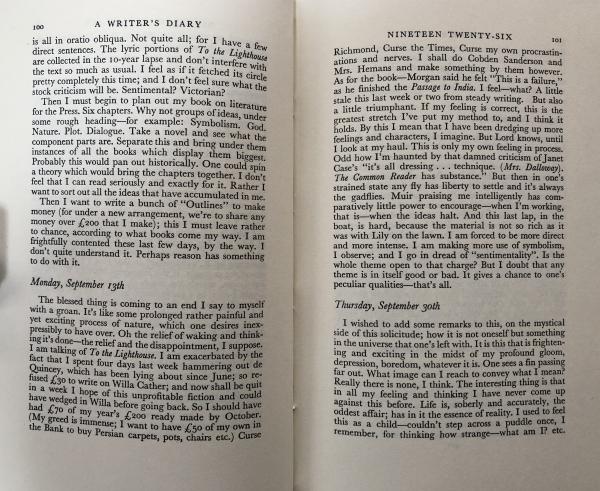 100 A WRITER'S DIARY
is all in oratio obliqua. Not quite all; for I have a few
direct sentences. The lyric portions of To the Lighthouse
are collected in the 10-year lapse and don't interfere with
the text so much as usual. I feel as if it fetched its circle
pretty completely this time; and I don't feel sure what the
stock criticism will be. Sentimental? Victorian?
Then I must begin to plan out my book on literature
for the Press. Six chapters. Why not groups of ideas, under
some rough heading—for example: Symbolism. God.
Nature. Plot. Dialogue. Take a novel and see what the
component parts are. Separate this and bring under them
instances of all the books which display them biggest.
Probably this would pan out historically. One could spin
a theory which would bring the chapters together. I don't
feel that I can read seriously and exactly for it. Rather I
want to sort out all the ideas that have accumulated in me.
Then I want to write a bunch of "Outlines" to make
money (for under a new arrangement, we're to share any
money over £200 that I make); this I must leave rather
to chance, according to what books come my way. I am
frightfully contented these last few days, by the way. I
don't quite understand it. Perhaps reason has something
to do with it.
Monday, September 13th
The blessed thing is coming to an end I say to myself
with a groan. It's like some prolonged rather painful and
yet exciting process of nature, which one desires inex-
pressibly to have over. Oh the relief of waking and think-
ing it's done—the relief and the disappointment, I suppose.
I am talking of To the Lighthouse. I am exacerbated by the
fact that I spent four days last week hammering out de
Quincey, which has been lying about since June; so re-
fused £30 to write on Willa Cather; and now shall be quit
in a week I hope of this unprofitable fiction and could
have wedged in Willa before going back. So I should have
had £70 of my year's £200 ready made by October.
(My greed is immense; I want to have £50 of my own in
the Bank to buy Persian carpets, pots, chairs etc.) Curse
NINETEEN TWENTY-SIX 101
Richmond, Curse the Times, Curse my own procrastin-
ations and nerves. I shall do Cobden Sanderson and
Mrs. Hemans and make something by them however.
As for the book—Morgan said he felt "This is a failure,"
as he finished the Passage to India. I feel—what? A little
stale this last week or two from steady writing. But also
a little triumphant. If my feeling is correct, this is the
greatest stretch I've put my method to, and I think it
holds. By this I mean that I have been dredging up more
feelings and characters, I imagine. But Lord knows, until
I look at my haul. This is only my own feeling in process.
Odd how I'm haunted by that damned criticism of Janet
Case's "it's all dressing . . . technique. (Mrs. Dalloway).
The Common Reader has substance." But then in one's
strained state any fly has liberty to settle and it's always
the gadflies. Muir praising me intelligently has com-
paratively little power to encourage—when I'm working,
that is—when the ideas halt. And this last lap, in the
boat, is hard, because the material is not so rich as it
was with Lily on the lawn. I am forced to be more direct
and more intense. I am making more use of symbolism,
I observe; and I go in dread of "sentimentality". Is the
whole theme open to that charge? But I doubt that any
theme is in itself good or bad. It gives a chance to one's
peculiar qualities—that's all.
Thursday, September 30th
I wished to add some remarks to this, on the mystical
side of this solicitude; how it is not oneself but something
in the universe that one's left with. It is this that is frighten-
ing and exciting in the midst of my profound gloom,
depression, boredom, whatever it is. One sees a fin passing
far out. What image can I reach to convey what I mean?
Really there is none, I think. The interesting thing is that
in all my feeling and thinking I have never come up
against this before. Life is, soberly and accurately, the
oddest affair; has in it the essence of reality. I used to feel
this as a child—couldn't step across a puddle once, I
remember, for thinking how strange—what am I? etc.